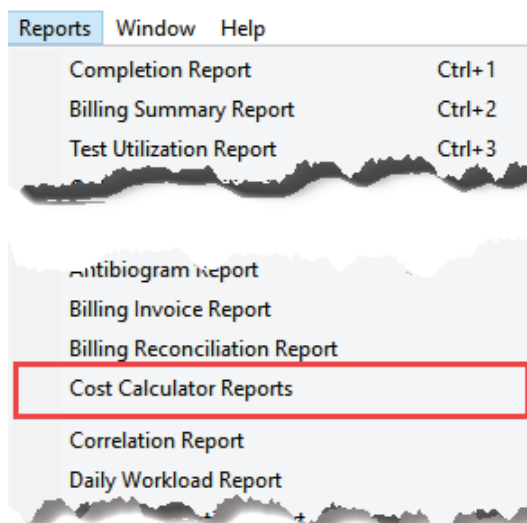 Reports Window Help
Completion Report Ctrl+1
Billing Summary Report Ctrl+2
Test Utilization Report Ctrl+3
Antibiogram Report
Billing Invoice Report
Billing Reconciliation Report
Cost Calculator Reports
Correlation Report
Daily Workload Report